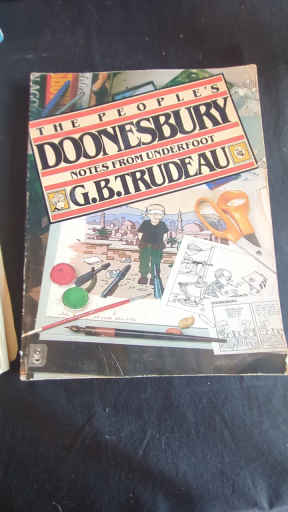 THE PEOPLE'S
DOONESBURY
NOTES FROM UNDERFOOT
G.B.TRUDEAU